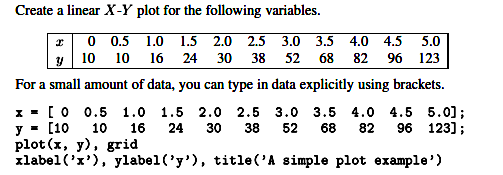 Create a linear X-Y plot for the following variables.
x 0 0.5 1.0 1.5 2.0 2.5 3.0 3.5 4.0 4.5 5.0
y 10 10 16 24 30 38 52 68 82 96 123
For a small amount of data, you can type in data explicitly using brackets.
x = [ 0 0.5 1.0 1.5 2.0 2.5 3.0 3.5 4.0 4.5 5.0];
y = [10 10 16 24 30 38 52 68 82 96 123];
plot(x, y), grid
xlabel('x'), ylabel('y'), title('A simple plot example')